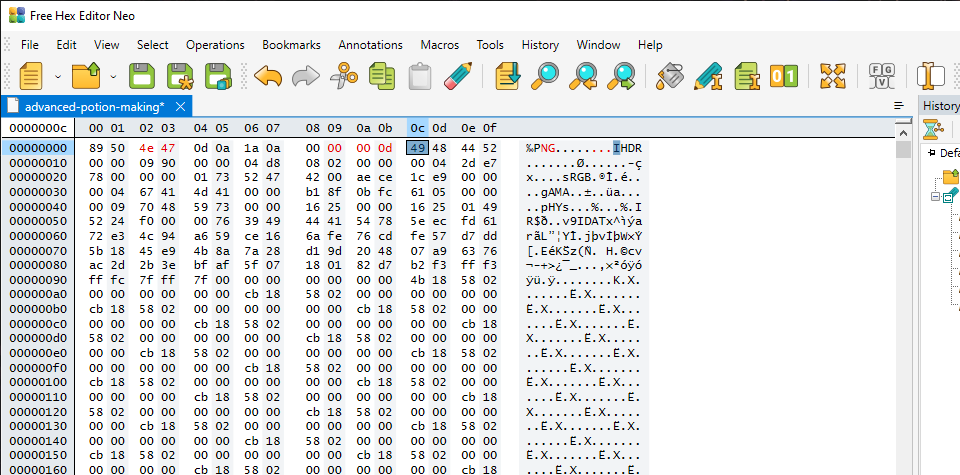 Free Hex Editor Neo
File Edit View Select Operations Bookmarks Annotations Macros Tools History Window Help
01
F G
V
advanced-potion-making*
History
0000000c 00 01 02 03 04 05 06 07 08 09 0a 0b 0c 0d 0e 0f
00000000 89 50 4e 47 0d 0a 1a 0a 00 00 00 0d 49 48 44 52 ‰PNG........IHDR
00000010 00 00 09 90 00 00 04 d8 08 02 00 00 00 04 2d e7 .......Ø......-ç
00000020 78 00 00 00 01 73 52 47 42 00 ae ce 1c e9 00 00 x....sRGB.®Î.é..
00000030 00 04 67 41 4d 41 00 00 b1 8f 0b fc 61 05 00 00 ..gAMA..±..üa...
00000040 00 09 70 48 59 73 00 00 16 25 00 00 16 25 01 49 ..pHYs...%...%.I
00000050 52 24 f0 00 00 76 39 49 44 41 54 78 5e ec fd 61 R$ð..v9IDATx^ìýa
00000060 72 e3 4c 94 a6 59 ce 16 6a fe 76 cd fe 57 d7 dd rãL”¦YÎ.jþvÍþW×Ý
00000070 5b 18 45 e9 4b 8a 7a 28 d1 9d 20 48 07 a9 63 76 [.EéKŠz(Ñ. H.©cv
00000080 ac 2d 2b 3e bf af 5f 07 18 01 82 d7 b2 f3 ff f3 ¬-+>¿¯_...‚ײóÿó
00000090 ff fc 7f ff 7f 00 00 00 00 00 00 00 4b 18 58 02 ÿü.ÿ........K.X.
000000a0 00 00 00 00 00 00 cb 18 58 02 00 00 00 00 00 00 ......Ë.X.......
000000b0 cb 18 58 02 00 00 00 00 00 00 cb 18 58 02 00 00 Ë.X.......Ë.X...
000000c0 00 00 00 00 cb 18 58 02 00 00 00 00 00 00 cb 18 ....Ë.X.......Ë.
000000d0 58 02 00 00 00 00 00 00 cb 18 58 02 00 00 00 00 X.......Ë.X.....
000000e0 00 00 cb 18 58 02 00 00 00 00 00 00 cb 18 58 02 ..Ë.X.......Ë.X.
000000f0 00 00 00 00 00 00 cb 18 58 02 00 00 00 00 00 00 ......Ë.X.......
00000100 cb 18 58 02 00 00 00 00 00 00 cb 18 58 02 00 00 Ë.X.......Ë.X...
00000110 00 00 00 00 cb 18 58 02 00 00 00 00 00 00 cb 18 ....Ë.X.......Ë.
00000120 58 02 00 00 00 00 00 00 cb 18 58 02 00 00 00 00 X.......Ë.X.....
00000130 00 00 cb 18 58 02 00 00 00 00 00 00 cb 18 58 02 ..Ë.X.......Ë.X.
00000140 00 00 00 00 00 00 cb 18 58 02 00 00 00 00 00 00 ......Ë.X.......
00000150 cb 18 58 02 00 00 00 00 00 00 cb 18 58 02 00 00 Ë.X.......Ë.X...
00000160 00 00 00 00 cb 18 58 02 00 00 00 00 00 00 cb 18 ....Ë.X.......Ë.
Defa